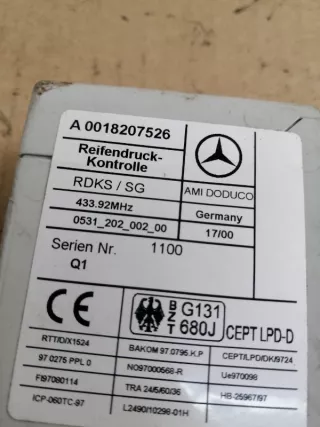 A 0018207526
Reifendruck-
Kontrolle
RDKS / SG
AMI DODUCO
433.92MHz
Germany
0531_202_002_00
17/00
Serien Nr. 1100
Q1
CE
BZT
G131
680J
CEPT LPD-D
RTT/D/X1524
BAKOM 97.0795.K.P
CEPT/LPD/DK/9724
97 0275 PPL 0
NO97000568-R
Ue970098
FI97080114
TRA 24/5/60/36
HB-25967/97
ICP-060TC-97
L2490/10298-01H